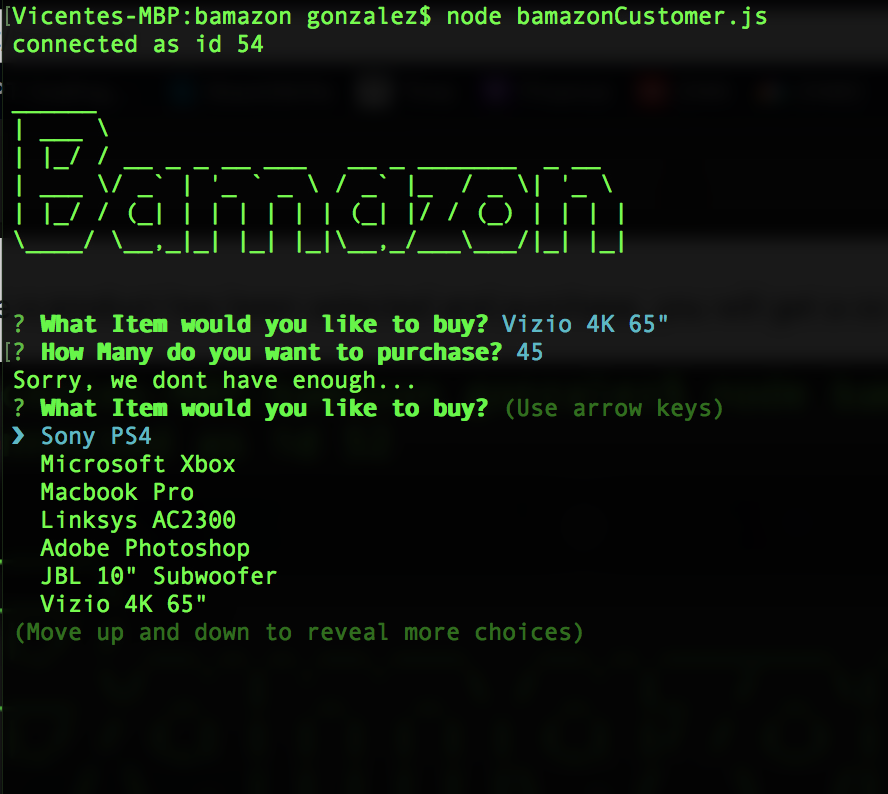 Vicentes-MBP:bamazon gonzalez$ node bamazonCustomer.js
connected as id 54
Bamazon
? What Item would you like to buy? Vizio 4K 65"
? How Many do you want to purchase? 45
Sorry, we dont have enough...
? What Item would you like to buy? (Use arrow keys)
❯ Sony PS4
Microsoft Xbox
Macbook Pro
Linksys AC2300
Adobe Photoshop
JBL 10" Subwoofer
Vizio 4K 65"
(Move up and down to reveal more choices)